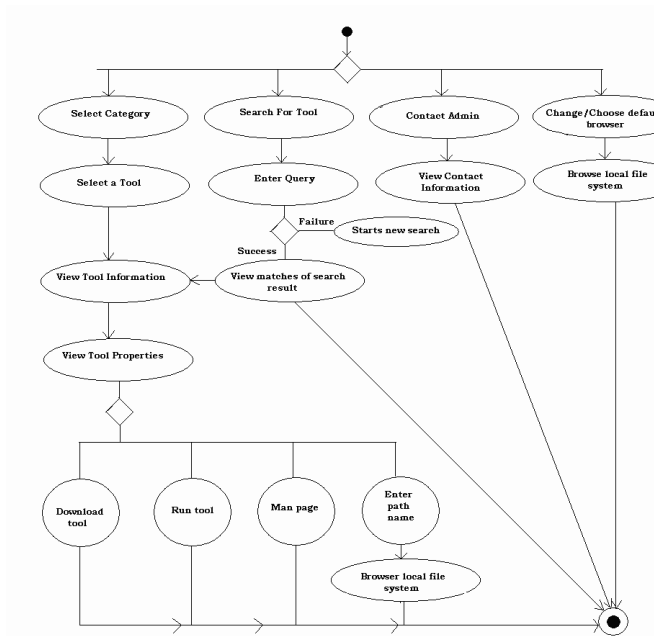 Select Category
Search For Tool
Contact Admin
Change/Choose defau
browser
Select a Tool
Enter Query
View Contact
Information
Browse local file
system
Failure
Starts new search
Success
View Tool Information
View matches of search
result
View Tool Properties
Download
tool
Run tool
Man page
Enter
path
name
Browser local file
system